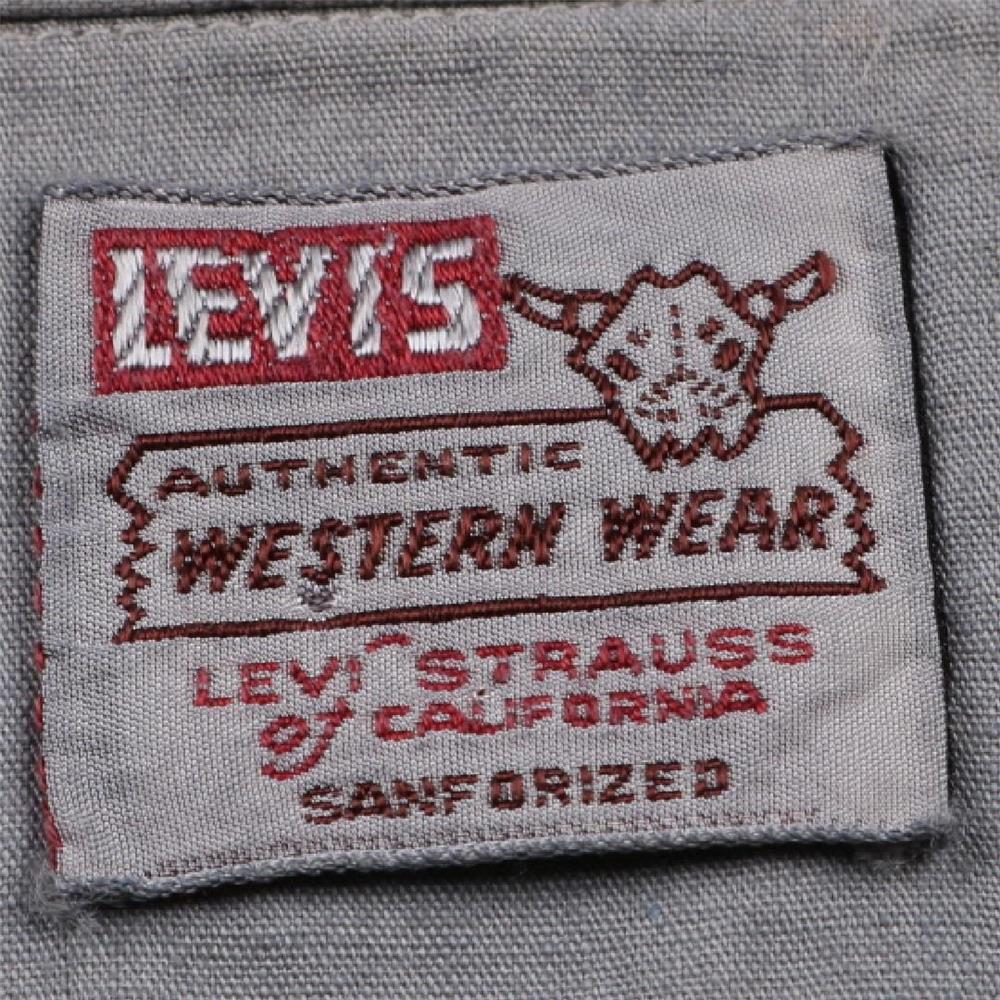 LEVI'S
AUTHENTIC
WESTERN WEAR
LEVI STRAUSS
of CALIFORNIA
SANFORIZED